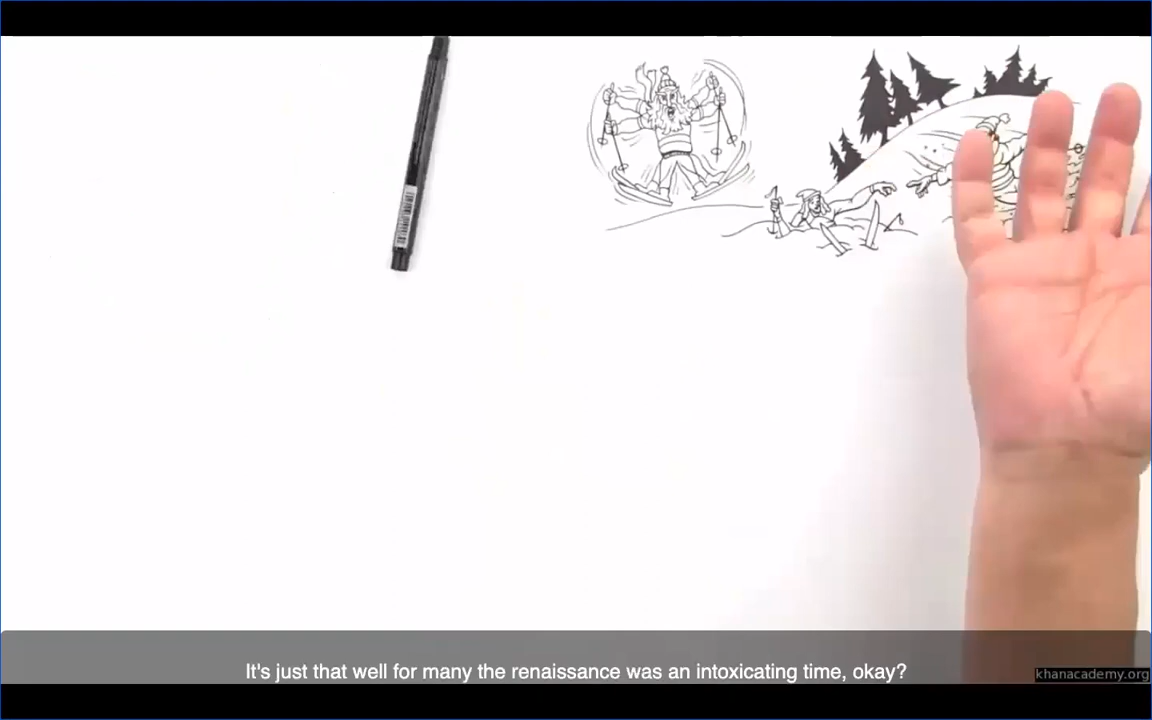 It's just that well for many the renaissance was an intoxicating time, okay?
khanacademy.org